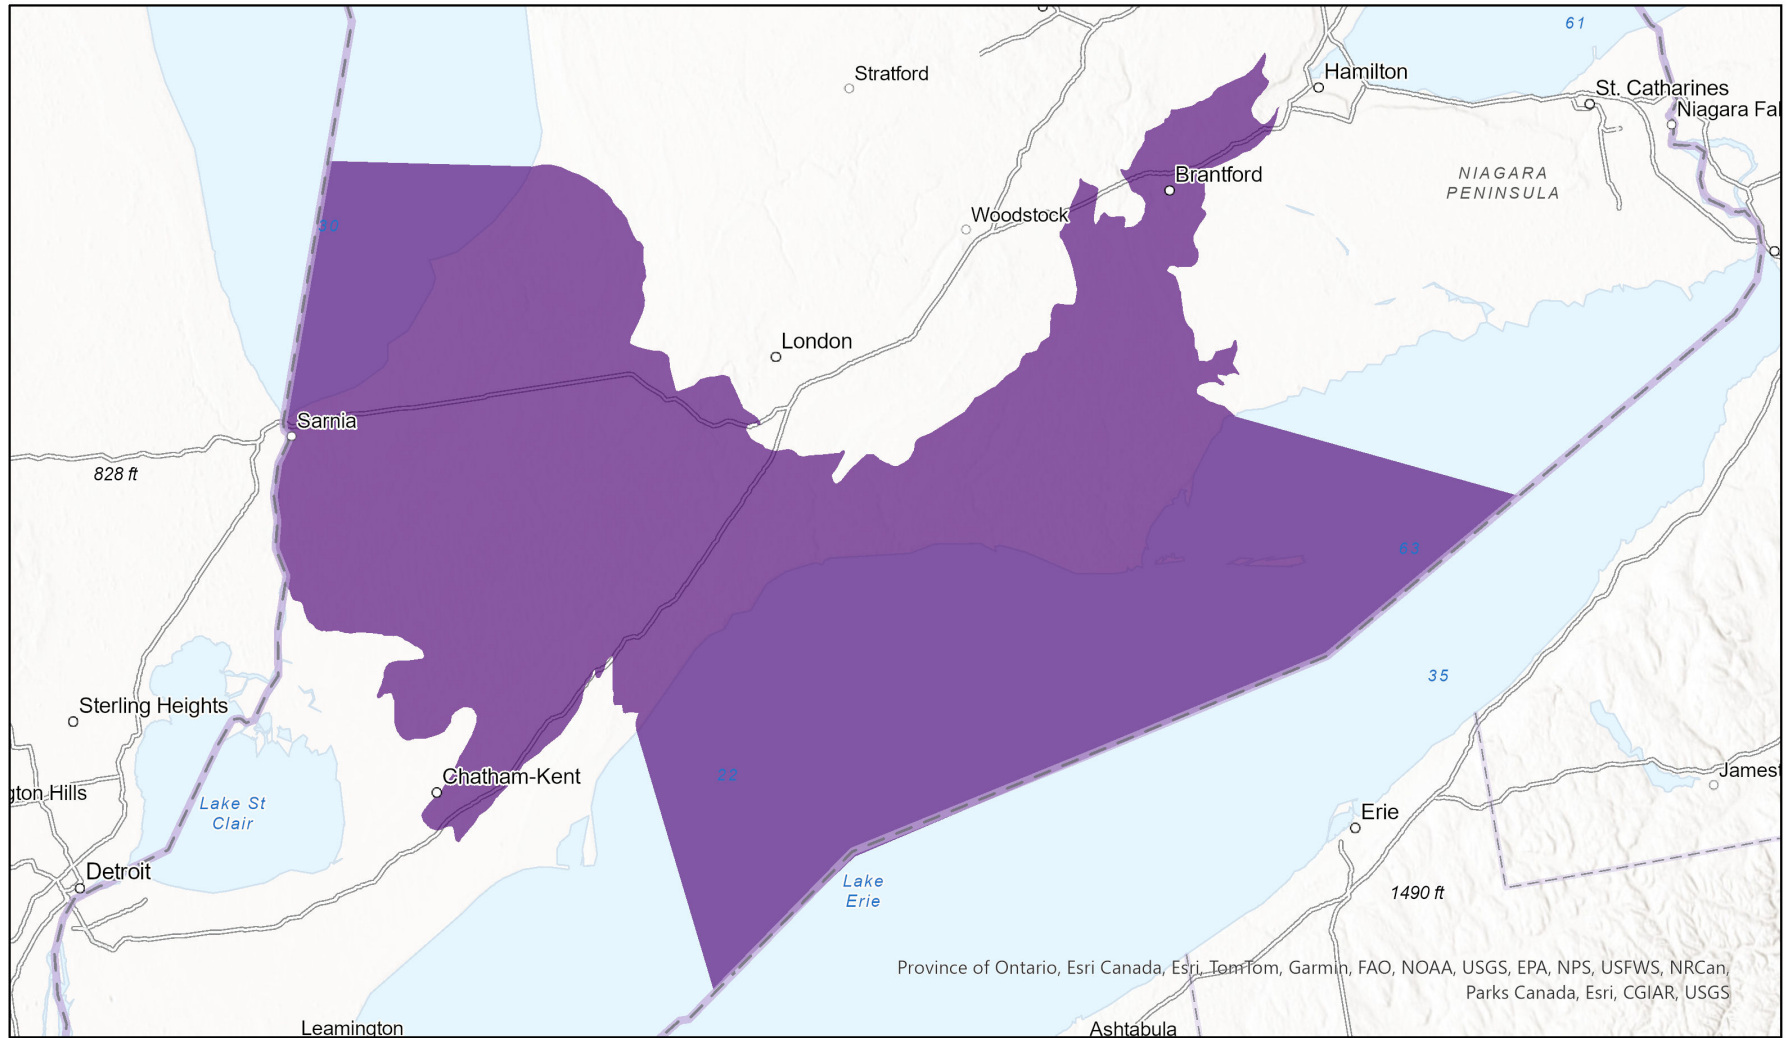 61
Stratford
Hamilton
St. Catharines
Niagara Fal
Brantford
NIAGARA
PENINSULA
Woodstock
30
London
Sarnia
828 ft
63
35
Sterling Heights
Chatham-Kent
22
James
gton Hills
Lake St
Clair
Erie
Detroit
Lake
Erie
1490 ft
Province of Ontario, Esri Canada, Esri, TomTom, Garmin, FAO, NOAA, USGS, EPA, NPS, USFWS, NRCan,
Parks Canada, Esri, CGIAR, USGS
Leamington
Ashtabula